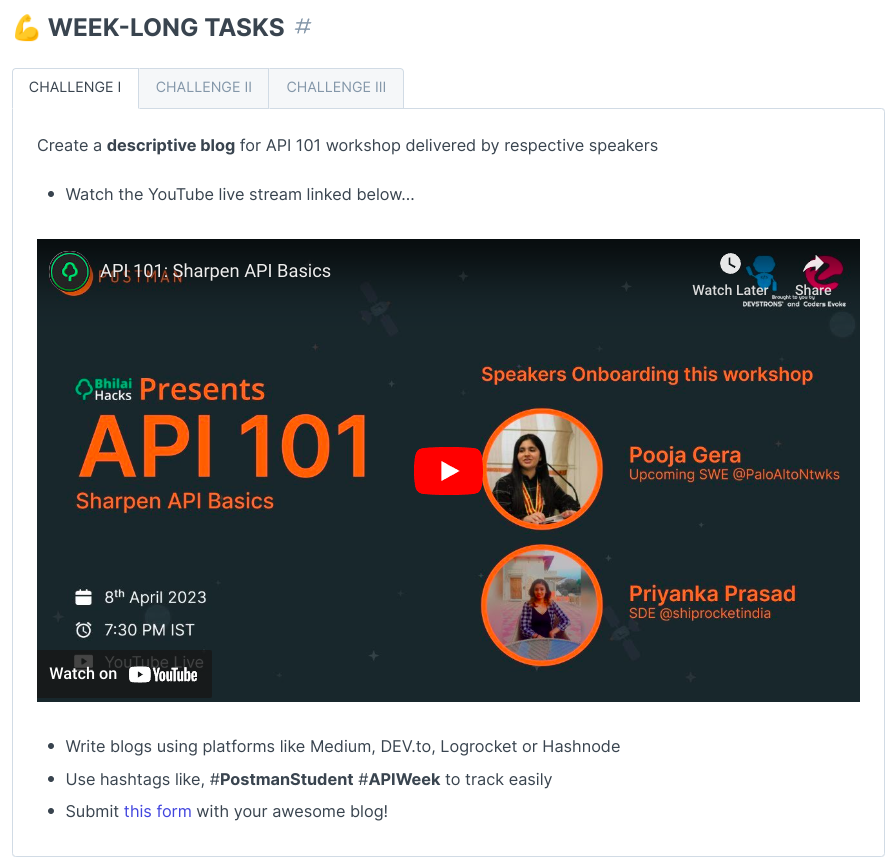 💪 WEEK-LONG TASKS #
CHALLENGE I
CHALLENGE II
CHALLENGE III
Create a descriptive blog for API 101 workshop delivered by respective speakers
• Watch the YouTube live stream linked below...
POSTMAN
API 101: Sharpen API Basics
Watch Later
Share
Brought to you by
DEVSTRONS' and Coders Evoke
Bhilai
Hacks
Presents
API 101
Sharpen API Basics
8th April 2023
7:30 PM IST
YouTube Live
Watch on YouTube
Speakers Onboarding this workshop
Pooja Gera
Upcoming SWE @PaloAltoNtwks
Priyanka Prasad
SDE @shiprocketindia
• Write blogs using platforms like Medium, DEV.to, Logrocket or Hashnode
• Use hashtags like, #PostmanStudent #APIWeek to track easily
• Submit this form with your awesome blog!